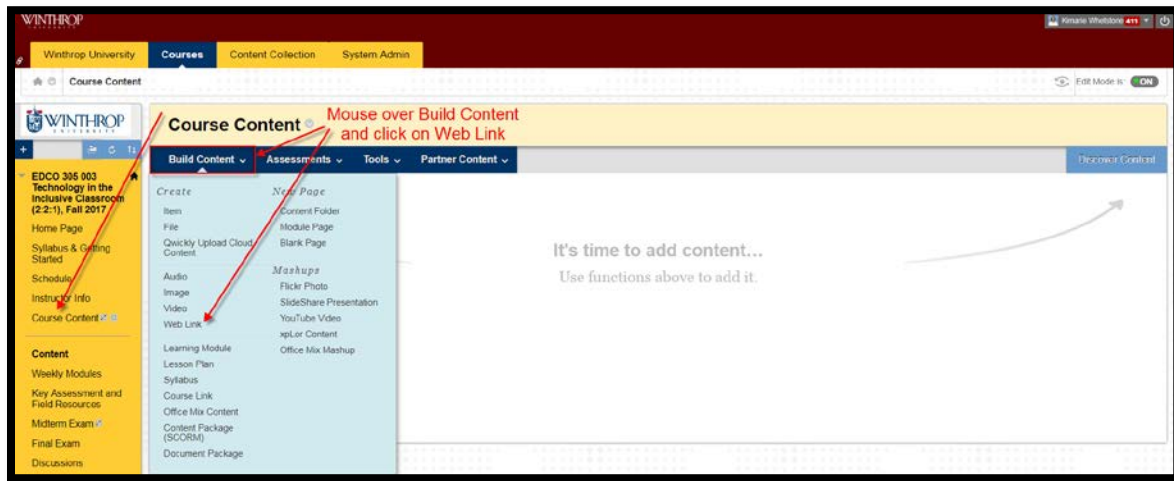 WINTHROP
UNIVERSITY
Kimarie Whetstone 411
Winthrop University
Courses
Content Collection
System Admin
Course Content
Edit Mode is: ON
WINTHROP
UNIVERSITY
Course Content
Mouse over Build Content
and click on Web Link
Build Content
Assessments
Tools
Partner Content
Discover Content
EDCO 305 003
Technology in the
Inclusive Classroom
(2:2:1), Fall 2017
Home Page
Syllabus & Getting
Started
Schedule
Instructor Info
Course Content
Content
Weekly Modules
Key Assessment and
Field Resources
Midterm Exam
Final Exam
Discussions
Create
Item
File
Qwickly Upload Cloud
Content
Audio
Image
Video
Web Link
Learning Module
Lesson Plan
Syllabus
Course Link
Office Mix Content
Content Package
(SCORM)
Document Package
New Page
Content Folder
Module Page
Blank Page
Mashups
Flickr Photo
SlideShare Presentation
YouTube Video
xpLor Content
Office Mix Mashup
It's time to add content...
Use functions above to add it.